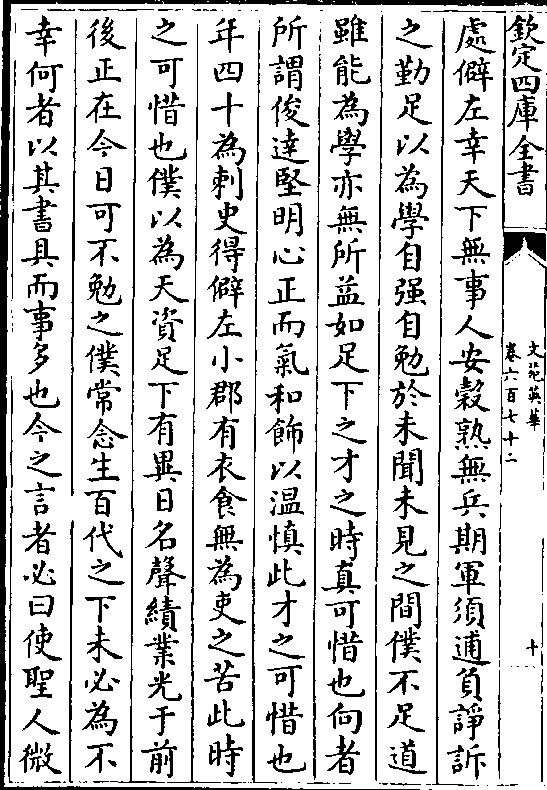 欽定四庫全書
文苑英華
卷六百七十二
十
處僻左幸天下無事人安穀熟無兵期軍須逋負諍訴
之勤足以為學自强自勉於未聞未見之間僕不足道
雖能為學亦無所益如足下之才之時真可惜也向者
所謂俊達堅明心正而氣和飾以温慎此才之可惜也
年四十為刺史得僻左小郡有衣食無為吏之苦此時
之可惜也僕以為天資足下有異日名聲績業光于前
後正在今日可不勉之僕常念生百代之下未必為不
幸何者以其書具而事多也今之言者必曰使聖人微